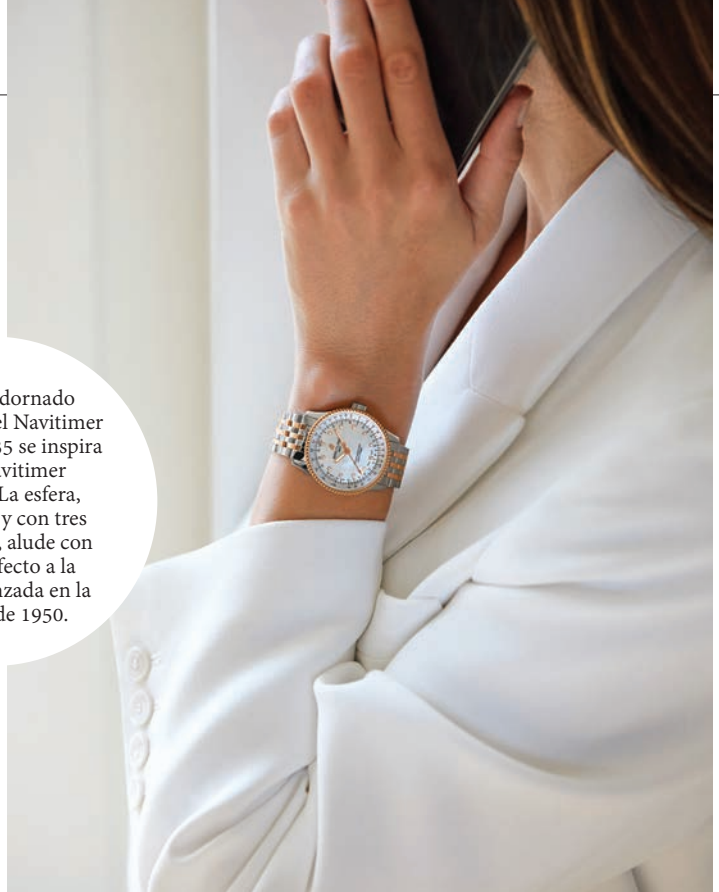 dornado
el Navitimer
35 se inspira
vitimer
La esfera,
y con tres
, alude con
fecto a la
nzada en la
de 1950.